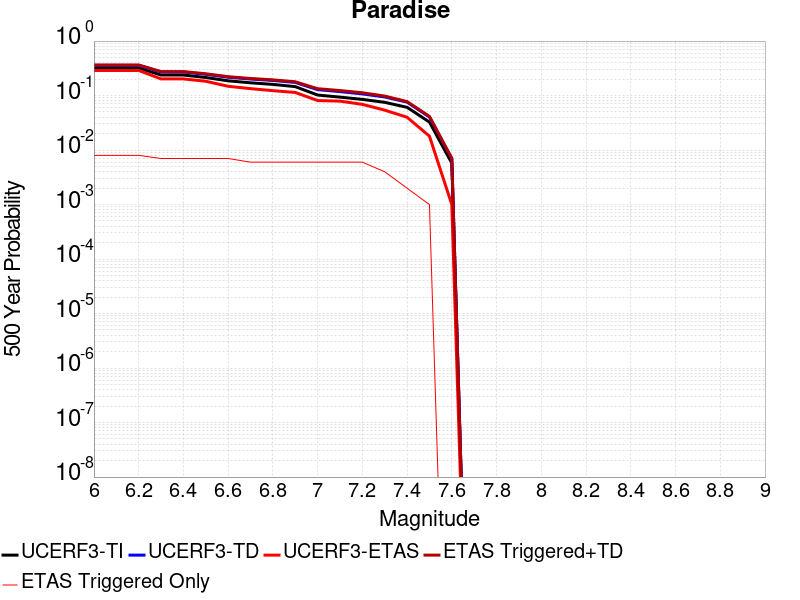 Paradise
10^0
10^-1
10^-2
10^-3
10^-4
10^-5
10^-6
10^-7
10^-8
500 Year Probability
6 6.2 6.4 6.6 6.8 7 7.2 7.4 7.6 7.8 8 8.2 8.4 8.6 8.8 9
Magnitude
UCERF3-TI UCERF3-TD UCERF3-ETAS ETAS Triggered+TD
ETAS Triggered Only